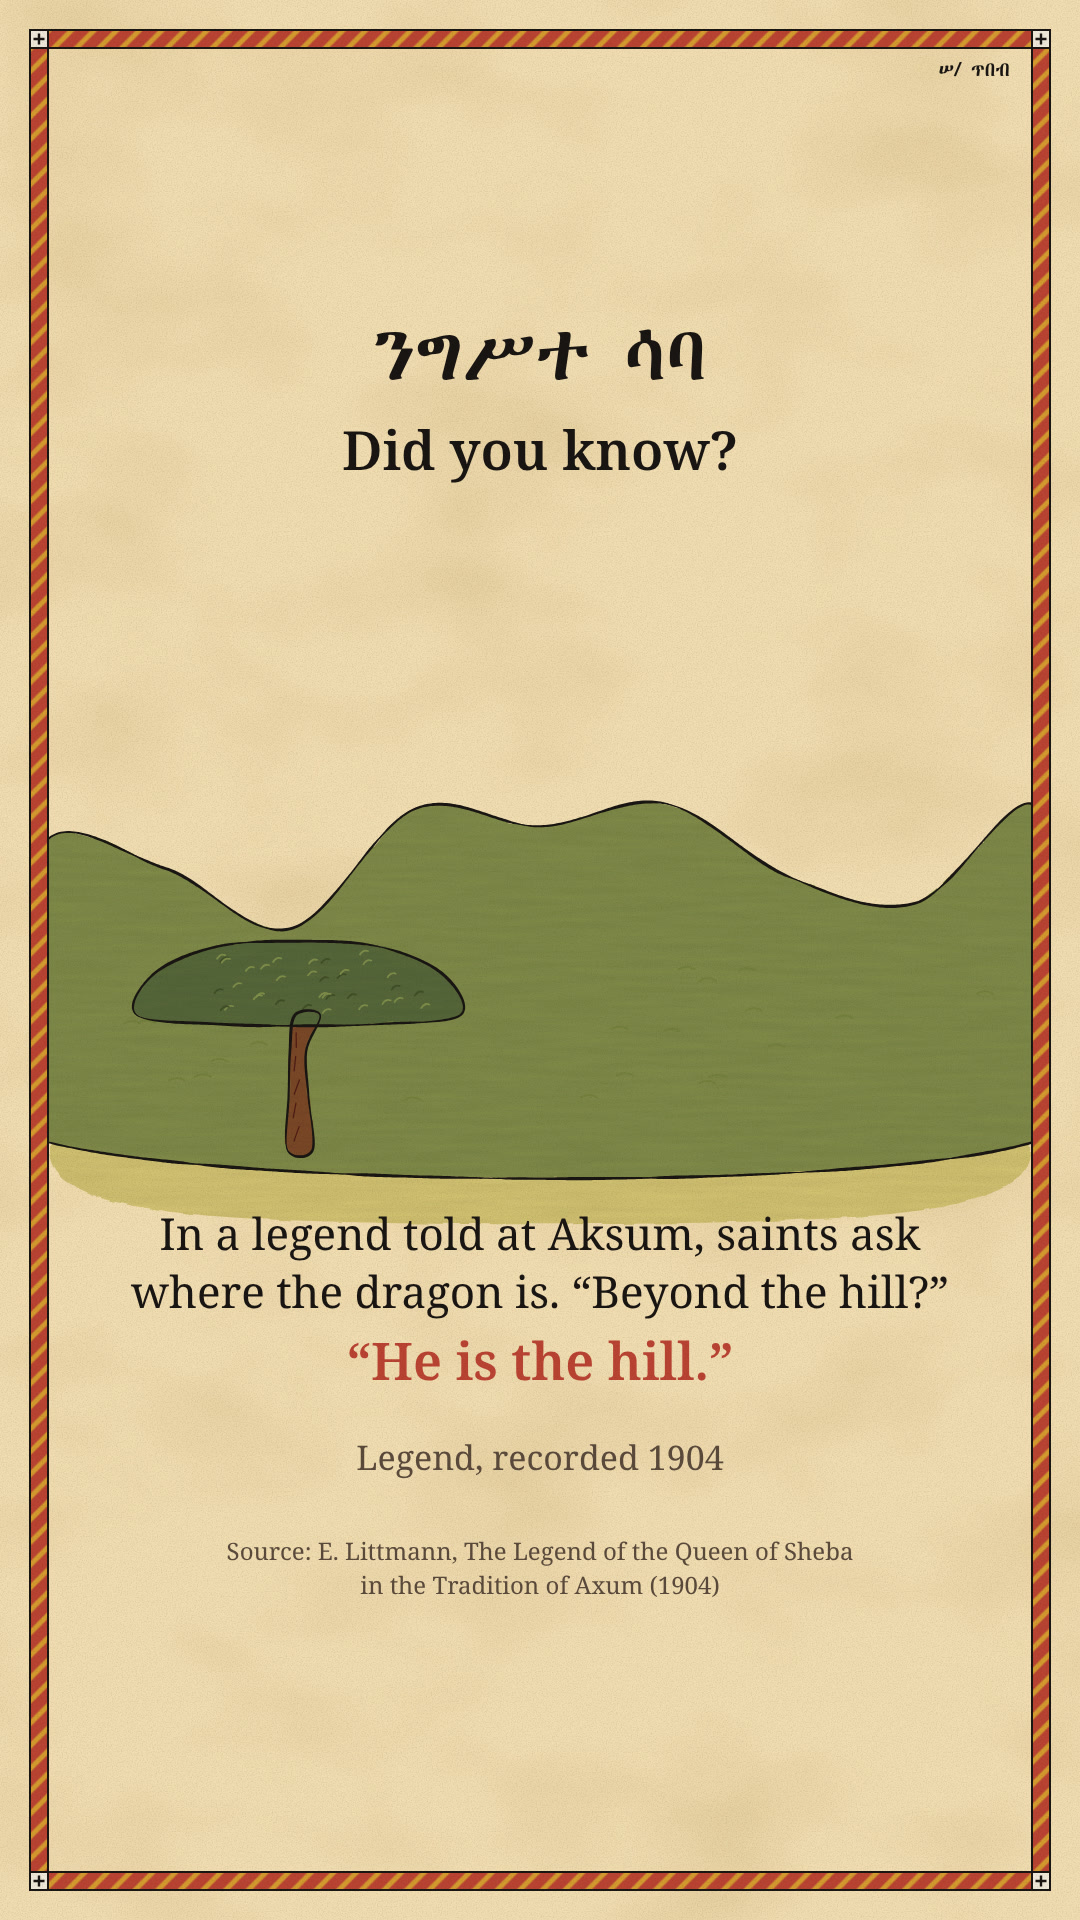 ሠ/ ጥበብ
ንግሥተ ሳባ
Did you know?
In a legend told at Aksum, saints ask
where the dragon is. “Beyond the hill?”
“He is the hill.”
Legend, recorded 1904
Source: E. Littmann, The Legend of the Queen of Sheba
in the Tradition of Axum (1904)